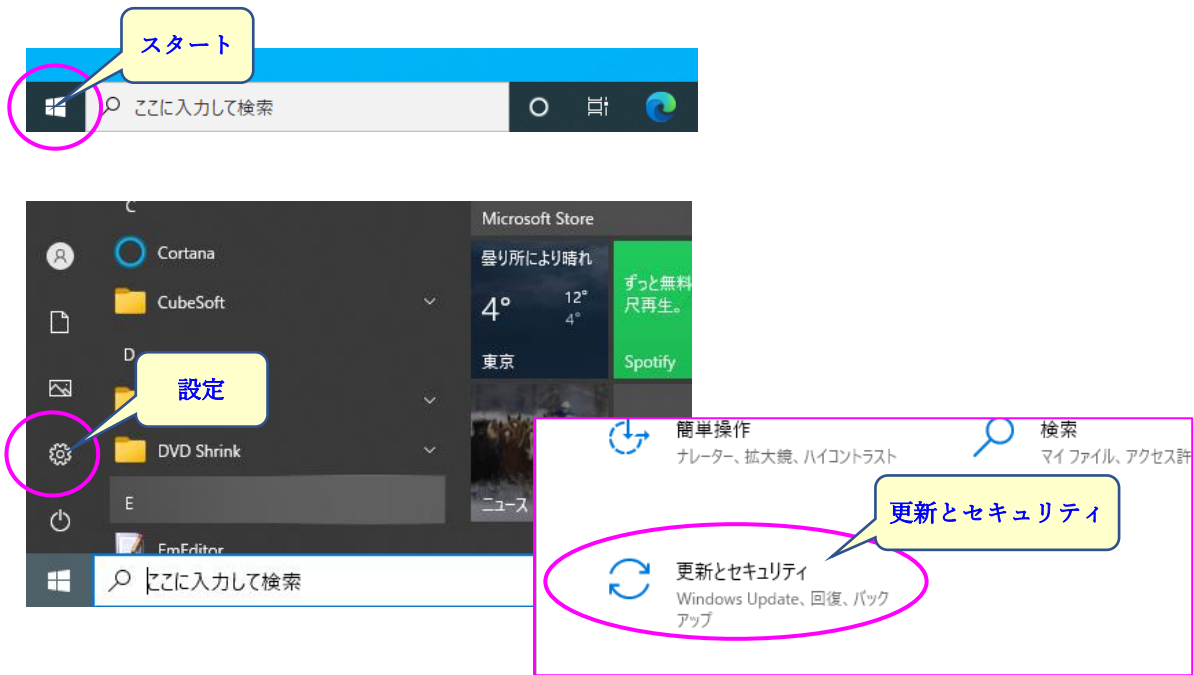 スタート
ここに入力して検索
C
Microsoft Store
Cortana
曇り所により晴れ
CubeSoft
4°
12°
4°
ずっと無料
尺再生。
D
東京
Spotify
設定
DVD Shrink
E
ニュース
EmEditor
ここに入力して検索
簡単操作
ナレーター、拡大鏡、ハイコントラスト
検索
マイ ファイル、アクセス許
更新とセキュリティ
更新とセキュリティ
Windows Update、回復、バック
アップ